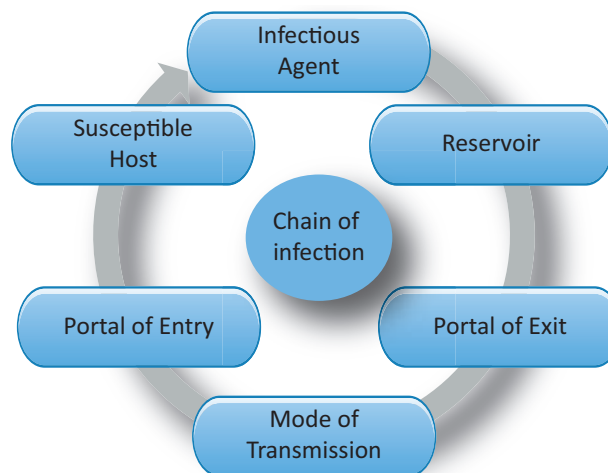 Infectious
Agent
Reservoir
Portal of Exit
Mode of
Transmission
Portal of Entry
Susceptible
Host
Chain of
infection